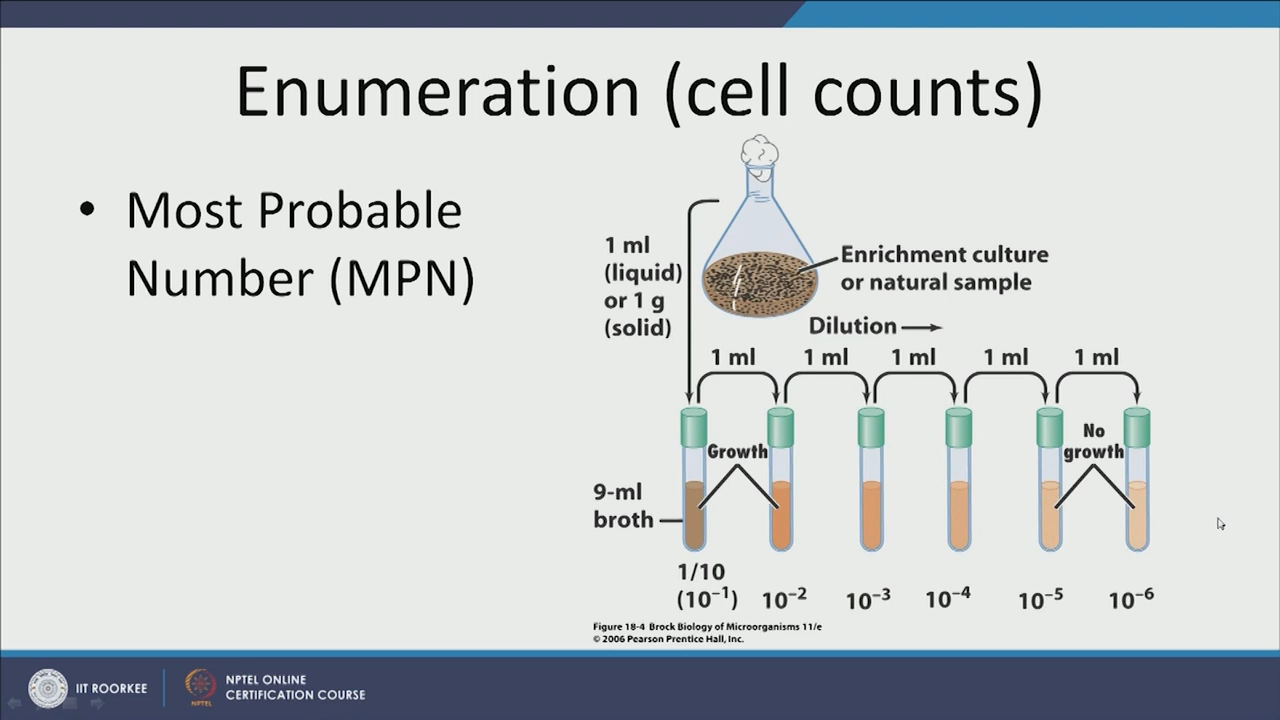 Enumeration (cell counts)
• Most Probable
Number (MPN)
1 ml
(liquid)
or 1 g
(solid)
Enrichment culture
or natural sample
Dilution
1 ml 1 ml 1 ml 1 ml 1 ml
Growth
No
growth
9-ml
broth
1/10
(10⁻¹) 10⁻² 10⁻³ 10⁻⁴ 10⁻⁵ 10⁻⁶
Figure 18-4 Brock Biology of Microorganisms 11/e
© 2006 Pearson Prentice Hall, Inc.
IIT ROORKEE
NPTEL
NPTEL ONLINE
CERTIFICATION COURSE